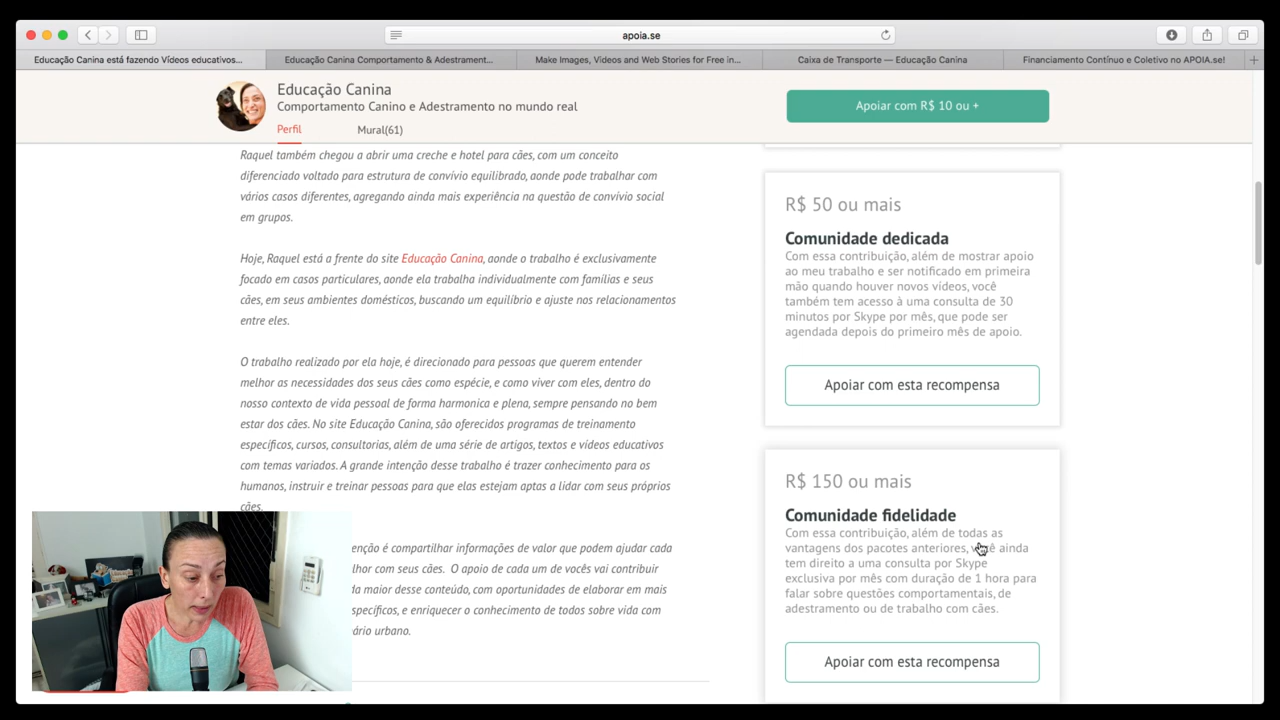 apoia.se
Educação Canina está fazendo Vídeos educativos...
Educação Canina Comportamento & Adestrament...
Make Images, Videos and Web Stories for Free in...
Caixa de Transporte — Educação Canina
Financiamento Contínuo e Coletivo no APOIA.se!
Educação Canina
Comportamento Canino e Adestramento no mundo real
Perfil
Mural(61)
Apoiar com R$ 10 ou +
Raquel também chegou a abrir uma creche e hotel para cães, com um conceito
diferenciado voltado para estrutura de convívio equilibrado, aonde pode trabalhar com
vários casos diferentes, agregando ainda mais experiência na questão de convívio social
em grupos.
Hoje, Raquel está a frente do site Educação Canina, aonde o trabalho é exclusivamente
focado em casos particulares, aonde ela trabalha individualmente com famílias e seus
cães, em seus ambientes domésticos, buscando um equilíbrio e ajuste nos relacionamentos
entre eles.
O trabalho realizado por ela hoje, é direcionado para pessoas que querem entender
melhor as necessidades dos seus cães como espécie, e como viver com eles, dentro do
nosso contexto de vida pessoal de forma harmonica e plena, sempre pensando no bem
estar dos cães. No site Educação Canina, são oferecidos programas de treinamento
específicos, cursos, consultorias, além de uma série de artigos, textos e vídeos educativos
com temas variados. A grande intenção desse trabalho é trazer conhecimento para os
humanos, instruir e treinar pessoas para que elas estejam aptas a lidar com seus próprios
cães.
enção é compartilhar informações de valor que podem ajudar cada
lhor com seus cães. O apoio de cada um de vocês vai contribuir
da maior desse conteúdo, com oportunidades de elaborar em mais
specíficos, e enriquecer o conhecimento de todos sobre vida com
ário urbano.
R$ 50 ou mais
Comunidade dedicada
Com essa contribuição, além de mostrar apoio
ao meu trabalho e ser notificado em primeira
mão quando houver novos vídeos, você
também tem acesso à uma consulta de 30
minutos por Skype por mês, que pode ser
agendada depois do primeiro mês de apoio.
Apoiar com esta recompensa
R$ 150 ou mais
Comunidade fidelidade
Com essa contribuição, além de todas as
vantagens dos pacotes anteriores, você ainda
tem direito a uma consulta por Skype
exclusiva por mês com duração de 1 hora para
falar sobre questões comportamentais, de
adestramento ou de trabalho com cães.
Apoiar com esta recompensa